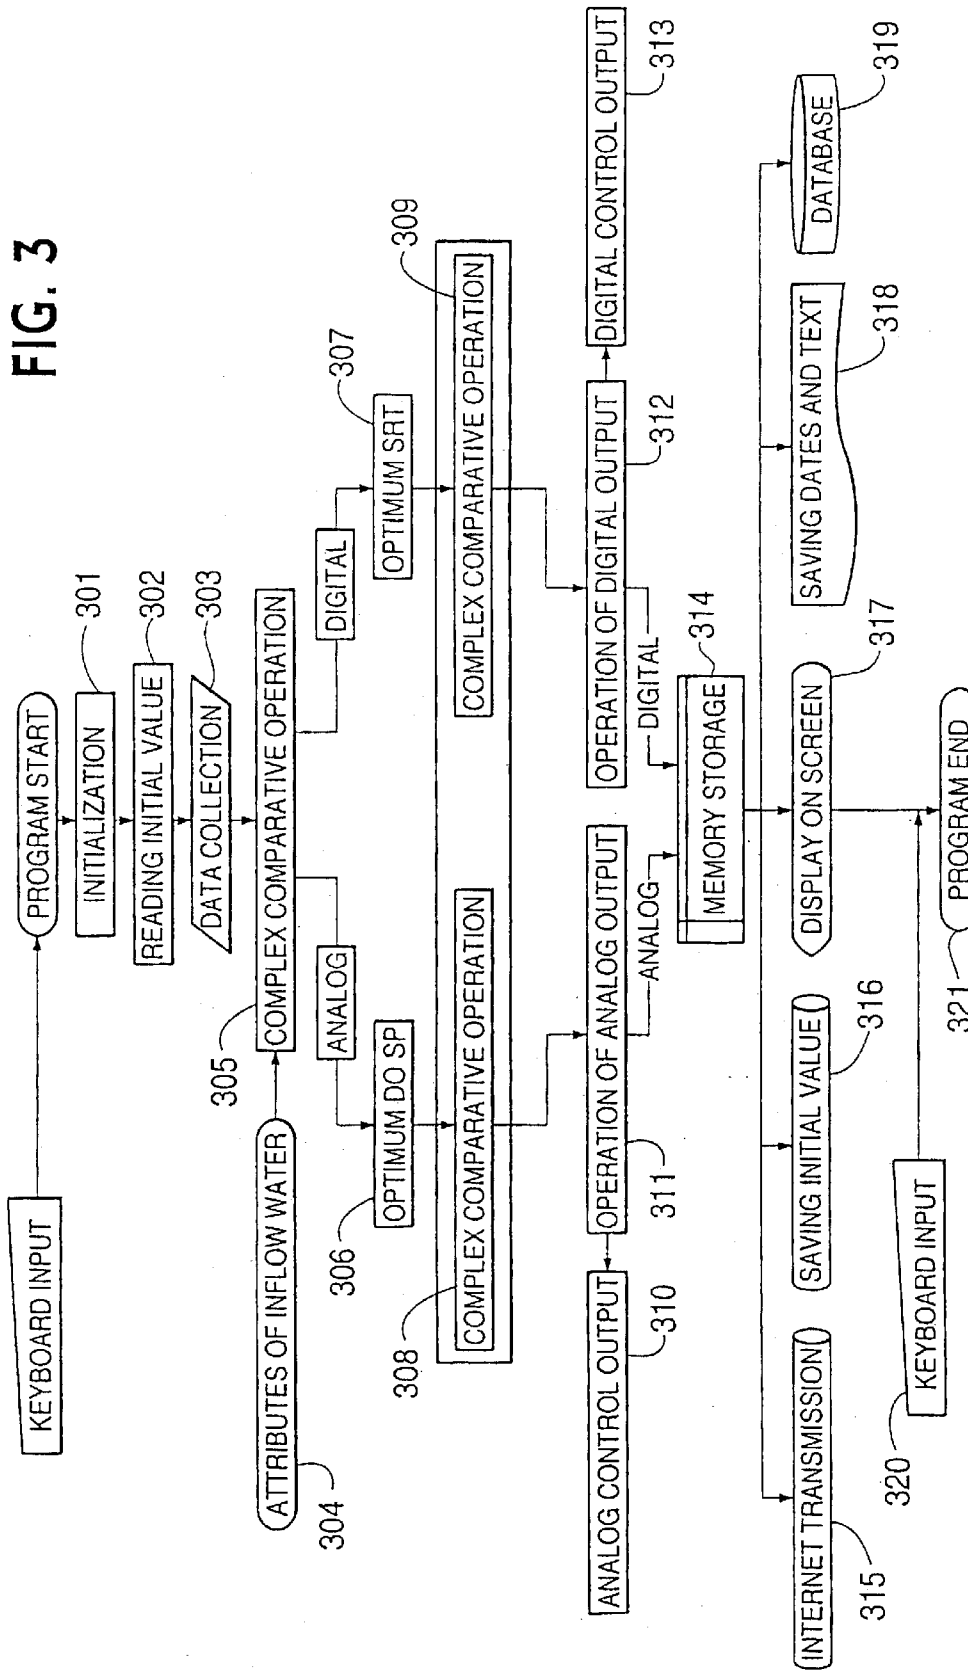 FIG. 3
KEYBOARD INPUT
PROGRAM START
INITIALIZATION
301
READING INITIAL VALUE
302
DATA COLLECTION
303
ATTRIBUTES OF INFLOW WATER
304
COMPLEX COMPARATIVE OPERATION
305
ANALOG
DIGITAL
OPTIMUM DO SP
306
OPTIMUM SRT
307
COMPLEX COMPARATIVE OPERATION
308
COMPLEX COMPARATIVE OPERATION
309
ANALOG CONTROL OUTPUT
310
OPERATION OF ANALOG OUTPUT
311
OPERATION OF DIGITAL OUTPUT
312
DIGITAL CONTROL OUTPUT
313
ANALOG
DIGITAL
MEMORY STORAGE
314
INTERNET TRANSMISSION
315
SAVING INITIAL VALUE
316
DISPLAY ON SCREEN
317
SAVING DATES AND TEXT
318
DATABASE
319
KEYBOARD INPUT
320
PROGRAM END
321